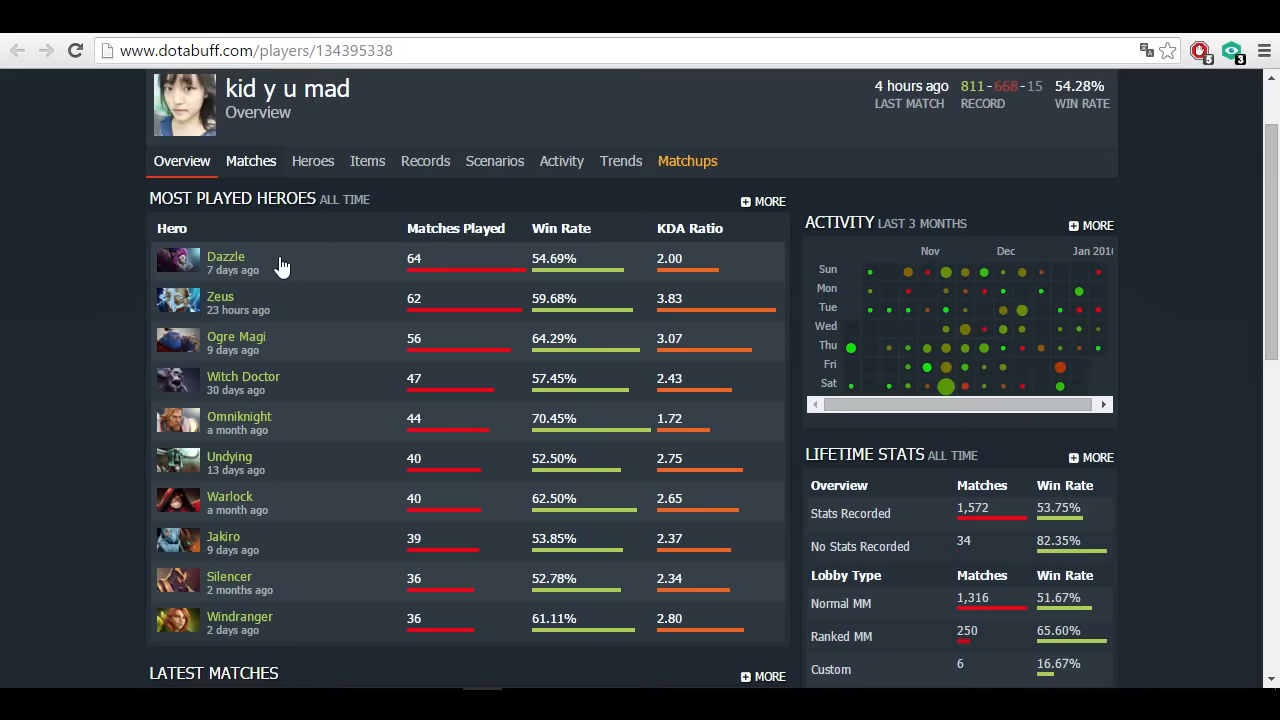 www.dotabuff.com/players/134395338
5
3
kid y u mad
Overview
4 hours ago
LAST MATCH
811-668-15
RECORD
54.28%
WIN RATE
Overview Matches Heroes Items Records Scenarios Activity Trends Matchups
MOST PLAYED HEROES ALL TIME
MORE
Hero Matches Played Win Rate KDA Ratio
Dazzle 64 54.69% 2.00
7 days ago
Zeus 62 59.68% 3.83
23 hours ago
Ogre Magi 56 64.29% 3.07
9 days ago
Witch Doctor 47 57.45% 2.43
30 days ago
Omniknight 44 70.45% 1.72
a month ago
Undying 40 52.50% 2.75
13 days ago
Warlock 40 62.50% 2.65
a month ago
Jakiro 39 53.85% 2.37
9 days ago
Silencer 36 52.78% 2.34
2 months ago
Windranger 36 61.11% 2.80
2 days ago
LATEST MATCHES
MORE
ACTIVITY LAST 3 MONTHS
MORE
Nov Dec Jan 201
Sun
Mon
Tue
Wed
Thu
Fri
Sat
LIFETIME STATS ALL TIME
MORE
Overview Matches Win Rate
Stats Recorded 1,572 53.75%
No Stats Recorded 34 82.35%
Lobby Type Matches Win Rate
Normal MM 1,316 51.67%
Ranked MM 250 65.60%
Custom 6 16.67%